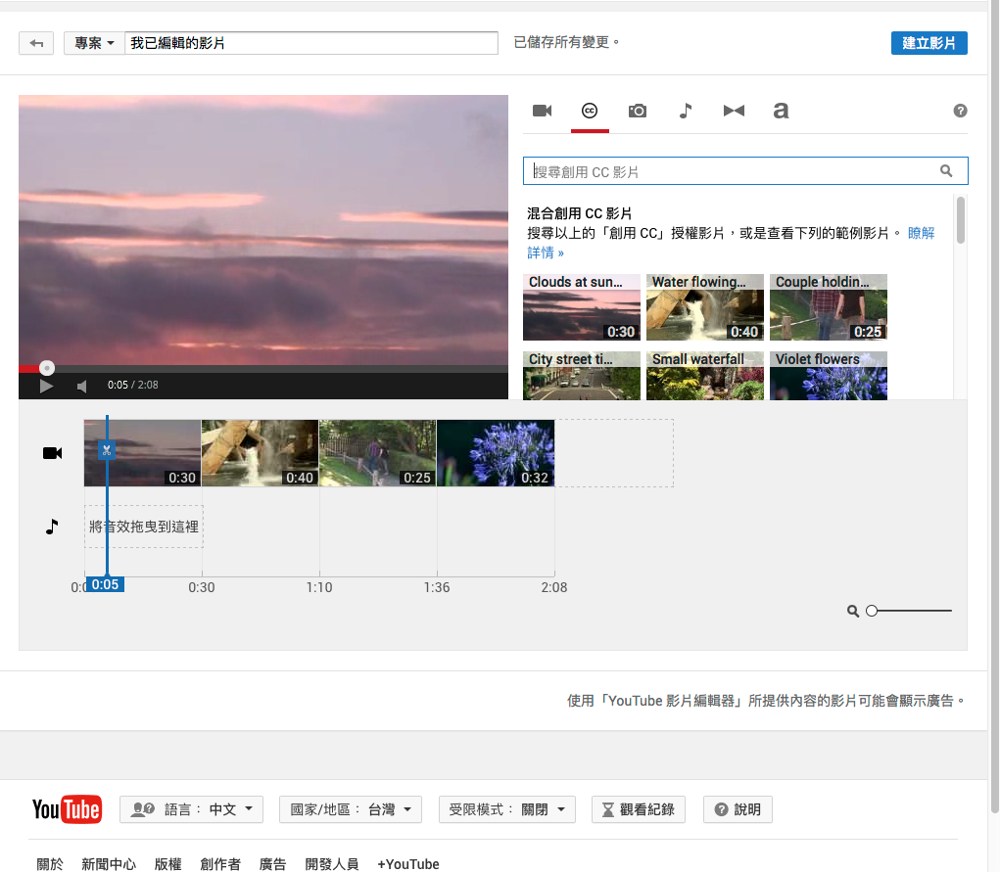 專案
我已編輯的影片
已儲存所有變更。
建立影片
cc
a
?
搜尋創用 CC 影片
混合創用 CC 影片
搜尋以上的「創用 CC」授權影片,或是查看下列的範例影片。 瞭解
詳情 »
Clouds at sun...
Water flowing...
Couple holdin...
0:30
0:40
0:25
City street ti...
Small waterfall
Violet flowers
0:05 / 2:08
0:30
0:40
0:25
0:32
將音效拖曳到這裡
0:05
0:30
1:10
1:36
2:08
使用「YouTube 影片編輯器」所提供內容的影片可能會顯示廣告。
YouTube
語言: 中文
國家/地區: 台灣
受限模式: 關閉
觀看紀錄
? 說明
關於 新聞中心 版權 創作者 廣告 開發人員 +YouTube